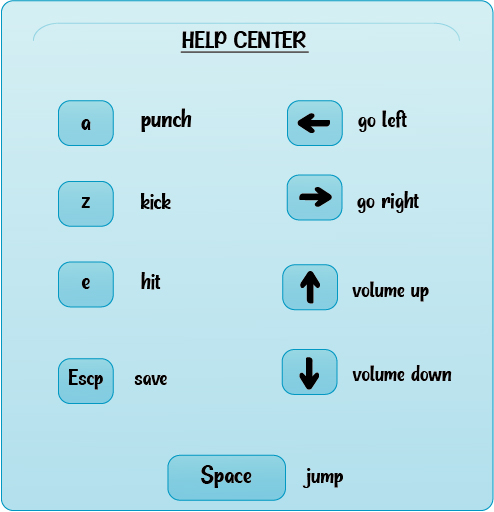 HELP CENTER
a punch
z kick
e hit
Escp save
go left
go right
volume up
volume down
Space jump